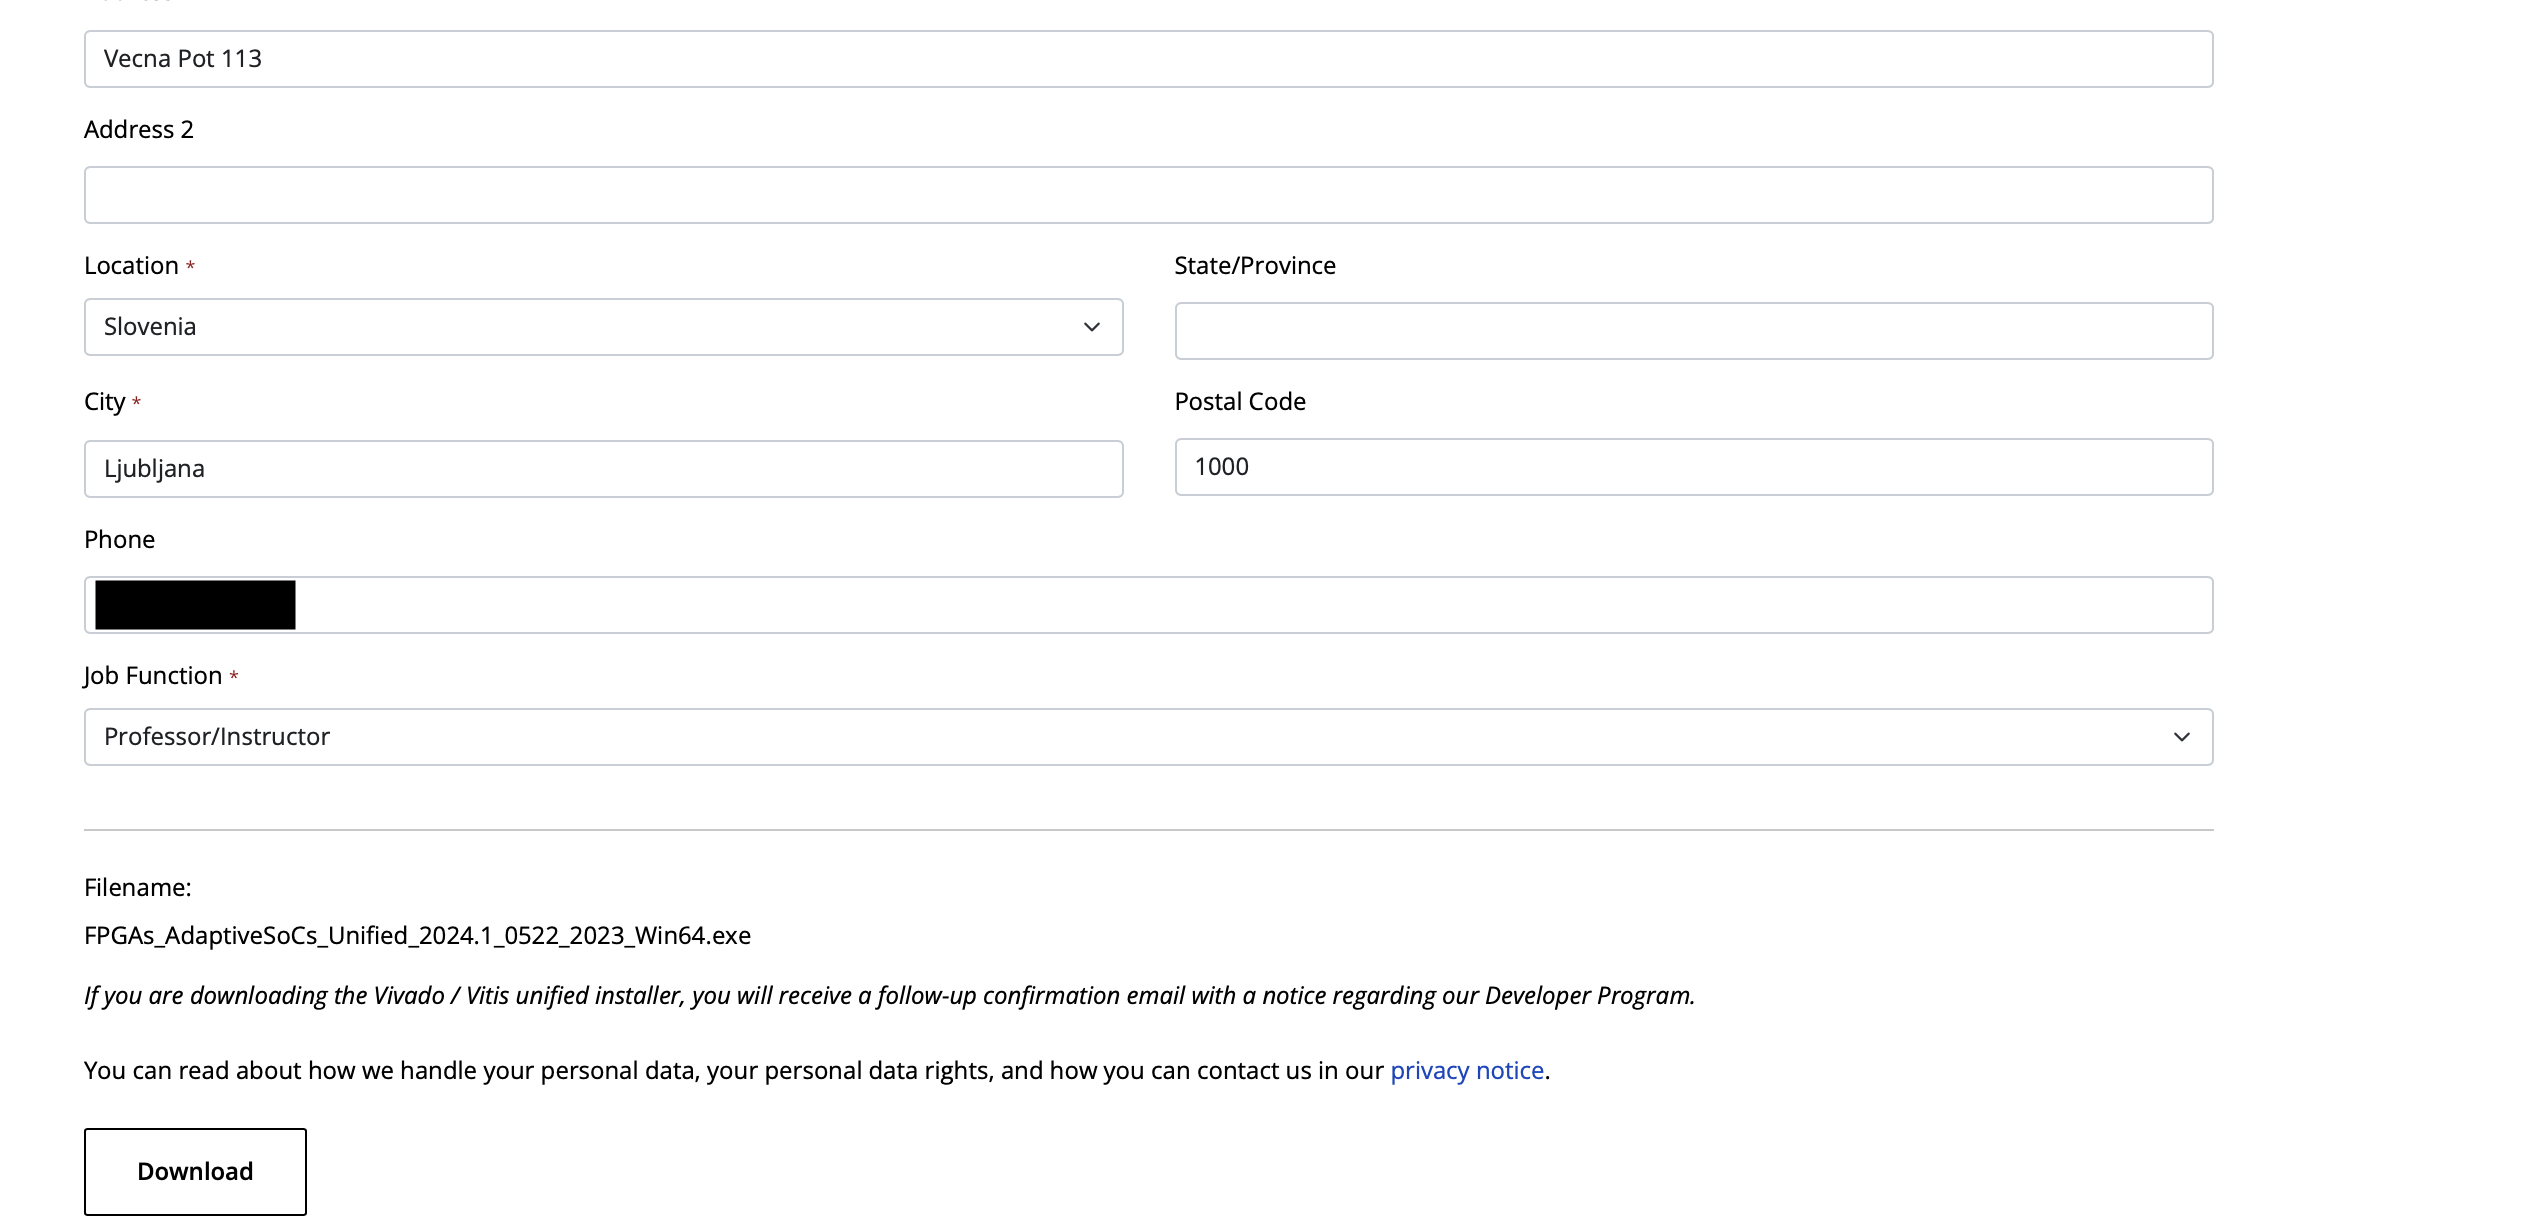 Vecna Pot 113
Address 2
Location *
State/Province
Slovenia
City *
Postal Code
Ljubljana
1000
Phone
Job Function *
Professor/Instructor
Filename:
FPGAs_AdaptiveSoCs_Unified_2024.1_0522_2023_Win64.exe
If you are downloading the Vivado / Vitis unified installer, you will receive a follow-up confirmation email with a notice regarding our Developer Program.
You can read about how we handle your personal data, your personal data rights, and how you can contact us in our privacy notice.
Download